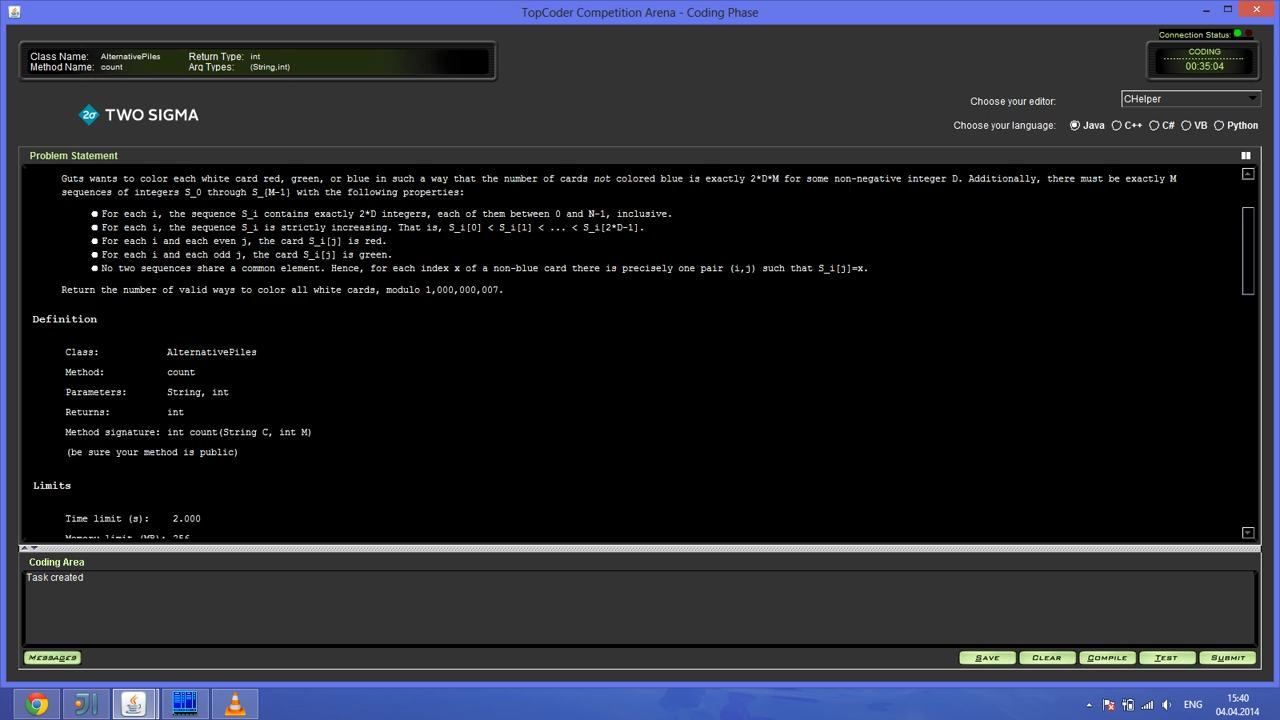 TopCoder Competition Arena - Coding Phase
Connection Status:
Class Name: AlternativePiles Return Type: int
Method Name: count Arg Types: (String,int)
CODING
00:35:04
2σ TWO SIGMA
Choose your editor: CHelper
Choose your language: Java C++ C# VB Python
Problem Statement
Guts wants to color each white card red, green, or blue in such a way that the number of cards not colored blue is exactly 2*D*M for some non-negative integer D. Additionally, there must be exactly M
sequences of integers S_0 through S_[M-1] with the following properties:
For each i, the sequence S_i contains exactly 2*D integers, each of them between 0 and N-1, inclusive.
For each i, the sequence S_i is strictly increasing. That is, S_i[0] < S_i[1] < ... < S_i[2*D-1].
For each i and each even j, the card S_i[j] is red.
For each i and each odd j, the card S_i[j] is green.
No two sequences share a common element. Hence, for each index x of a non-blue card there is precisely one pair (i,j) such that S_i[j]=x.
Return the number of valid ways to color all white cards, modulo 1,000,000,007.
Definition
Class: AlternativePiles
Method: count
Parameters: String, int
Returns: int
Method signature: int count(String C, int M)
(be sure your method is public)
Limits
Time limit (s): 2.000
Memory limit (MB): 256
Coding Area
Task created
MESSAGES SAVE CLEAR COMPILE TEST SUBMIT
ENG
15:40
04.04.2014